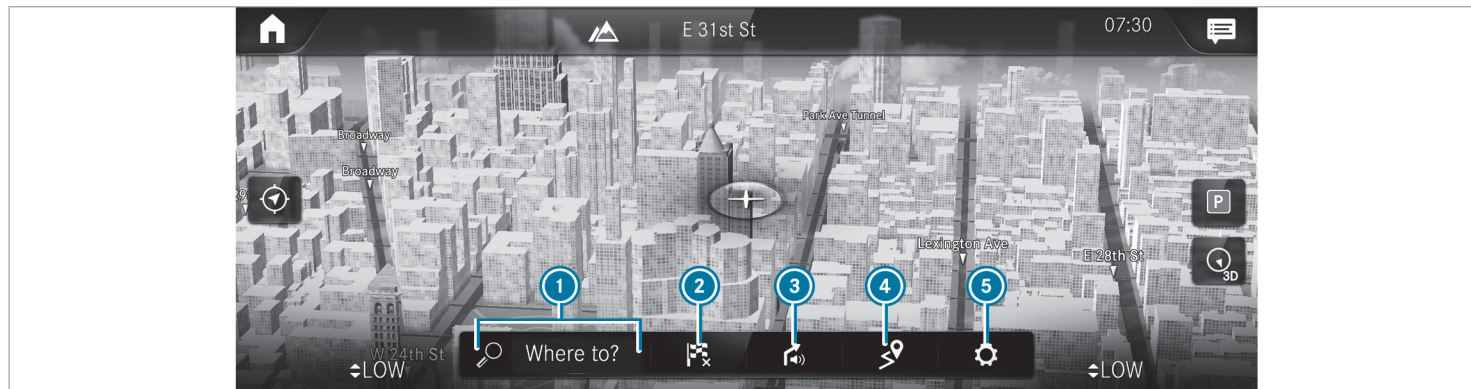 E 31st St
07:30
Park Ave Tunnel
Broadway
Broadway
P
Lexington Ave
E 28th St
3D
1
2
3
4
5
W 24th St
Where to?
LOW
LOW